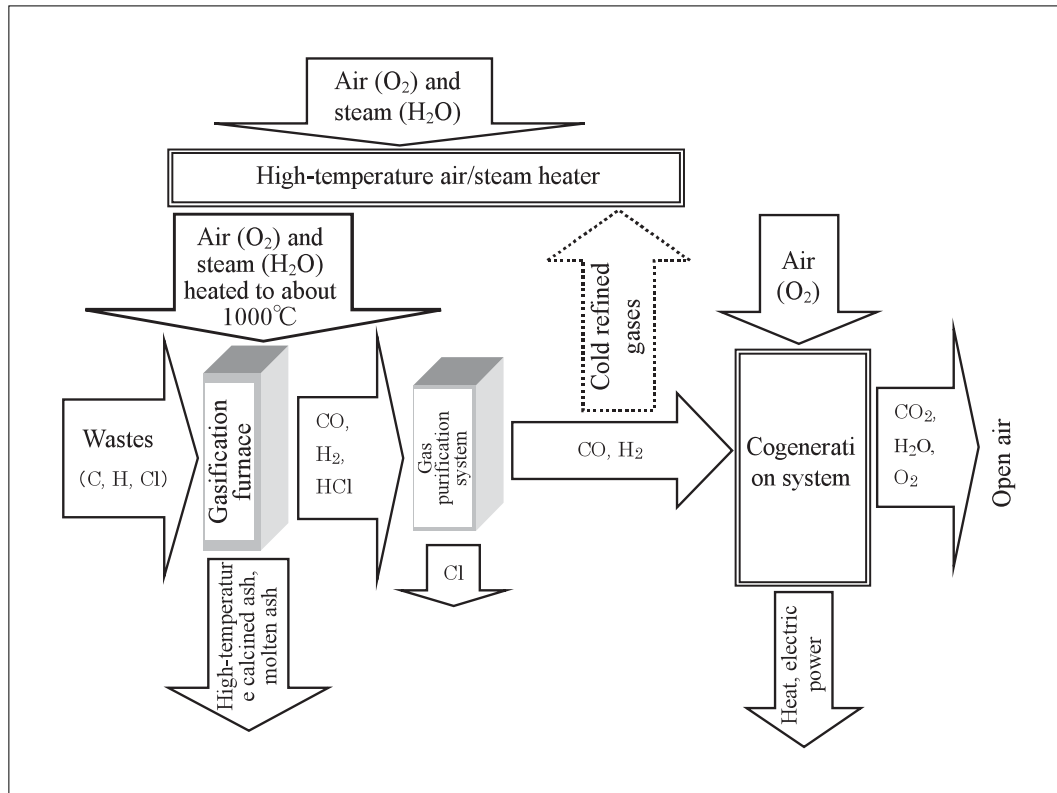 Air (O₂) and
steam (H₂O)
High-temperature air/steam heater
Air (O₂) and
steam (H₂O)
heated to about
1000℃
Cold refined
gases
Air
(O₂)
Wastes
(C, H, Cl)
Gasification
furnace
CO,
H₂,
HCl
Gas
purification
system
CO, H₂
Cogenerati
on system
CO₂,
H₂O,
O₂
Open air
High-temperatur
e calcined ash,
molten ash
Cl
Heat, electric
power